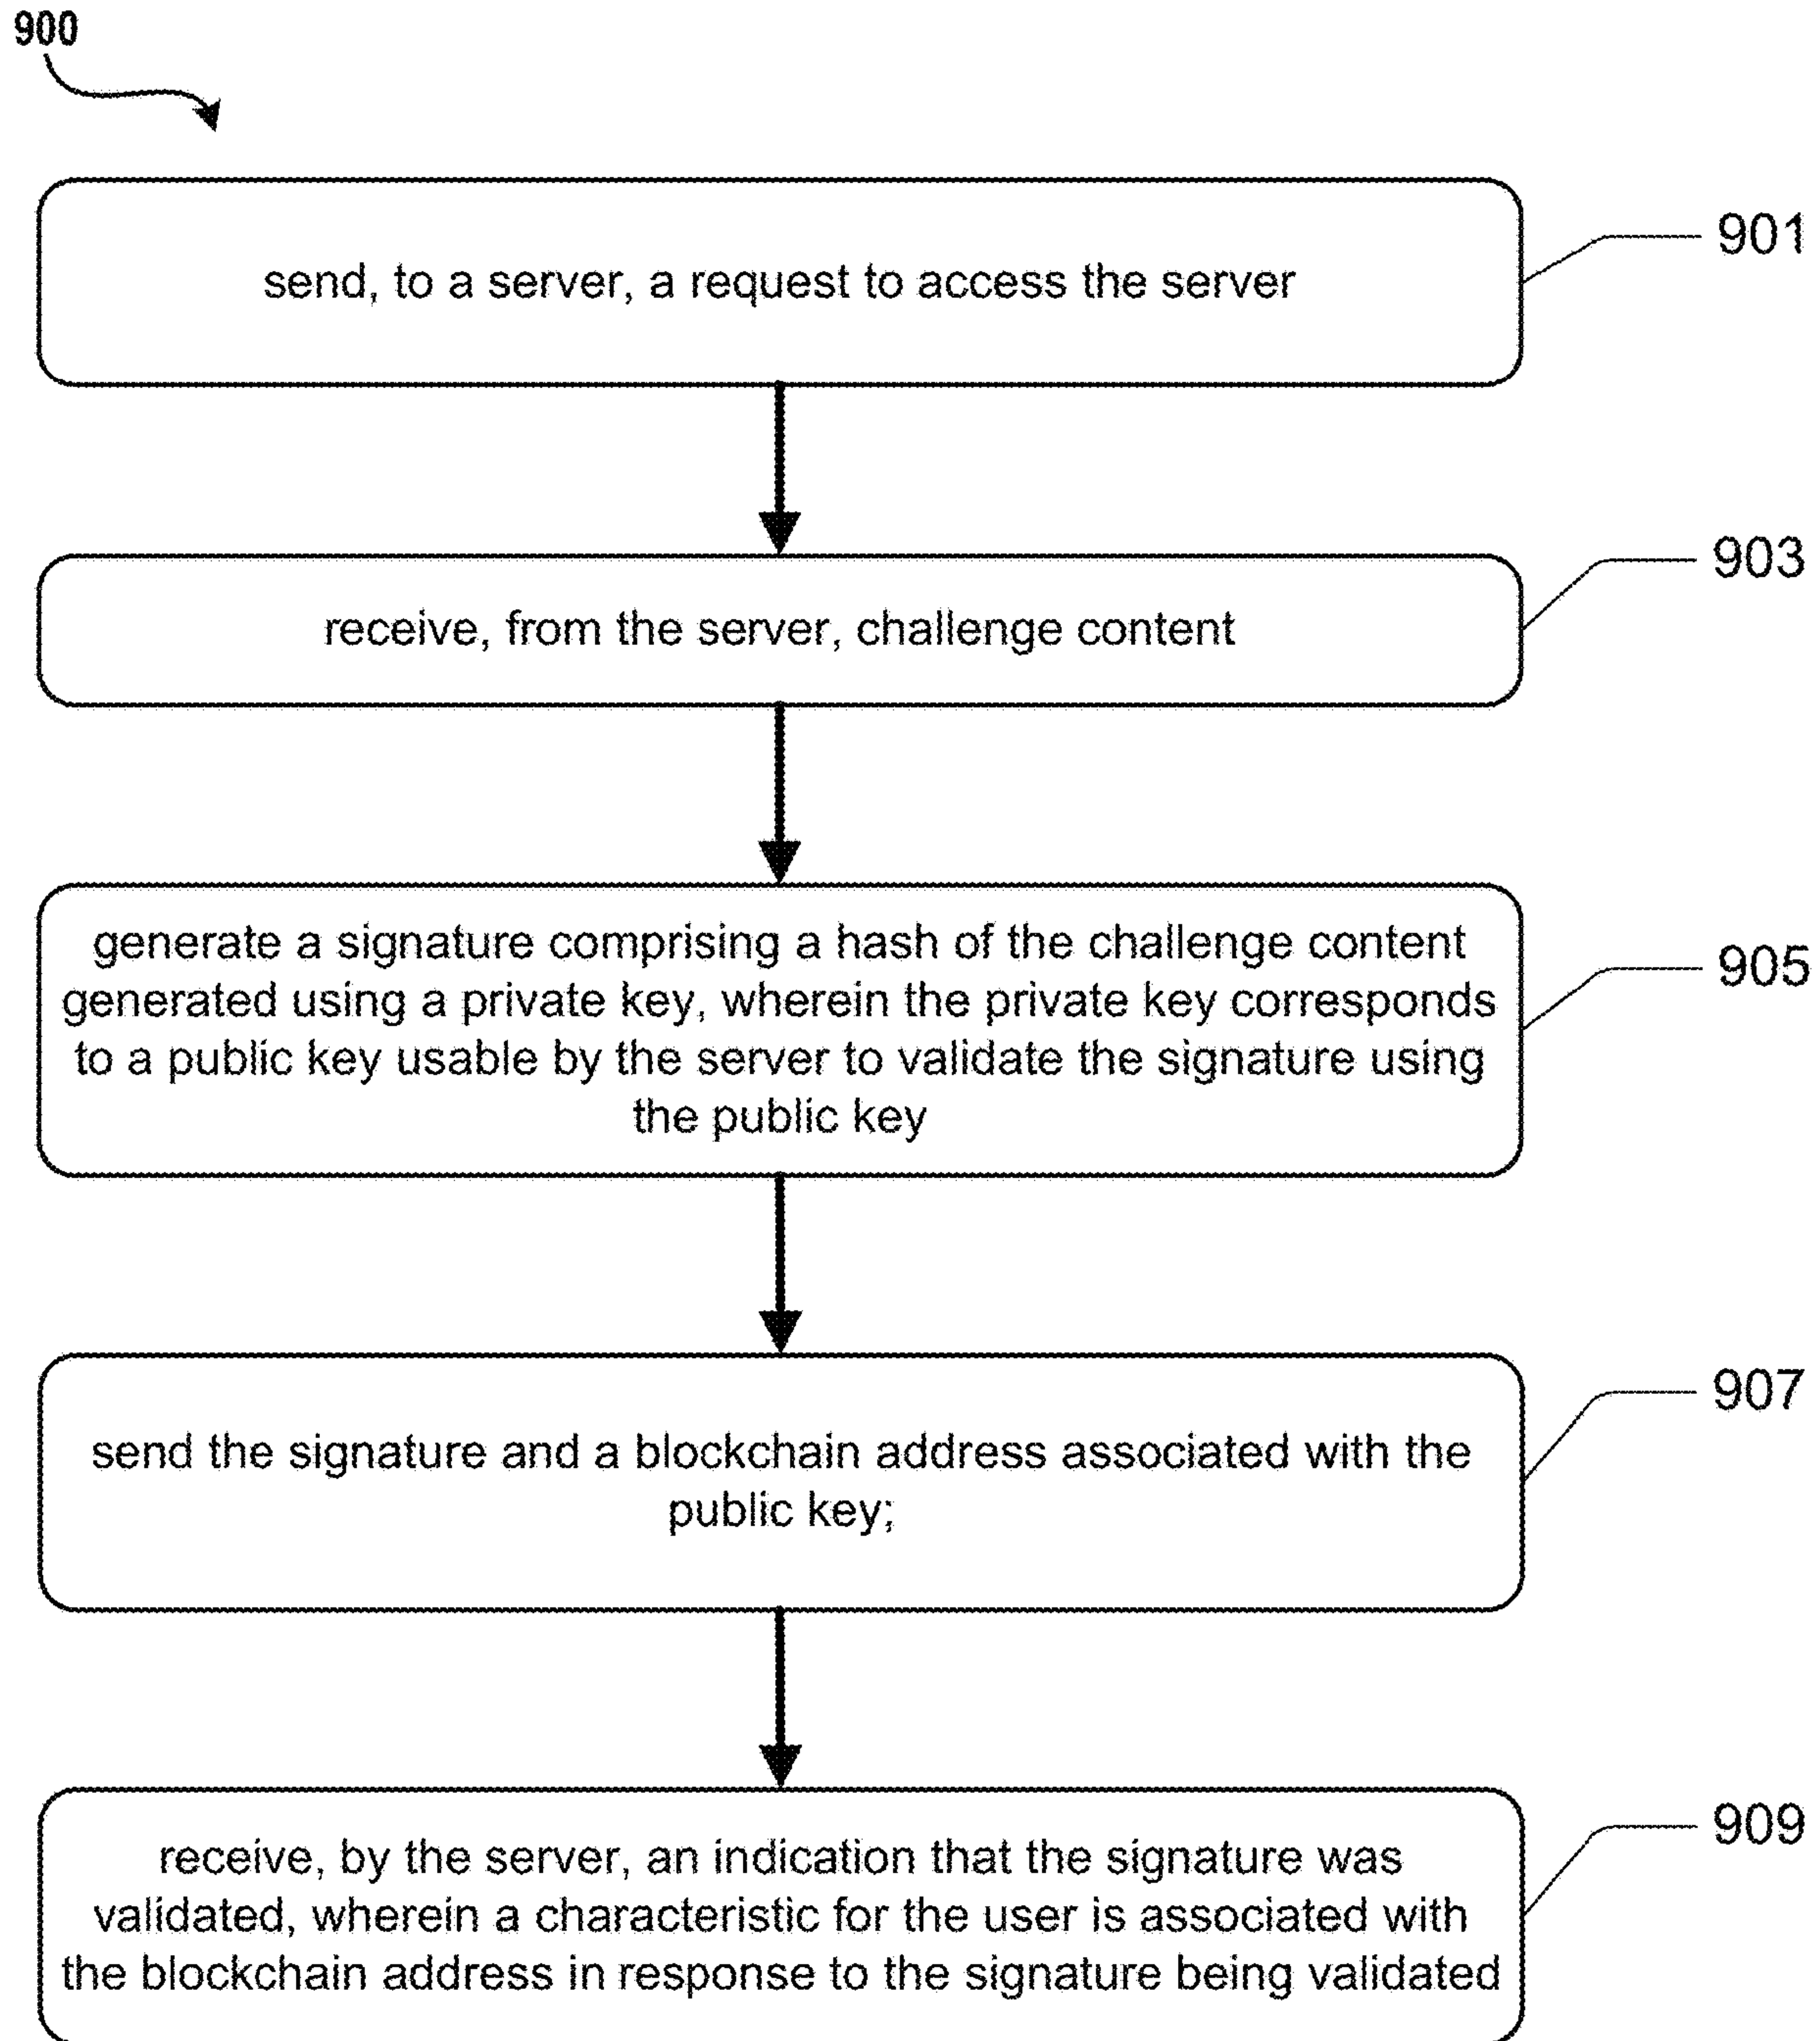 900
send, to a server, a request to access the server
901
receive, from the server, challenge content
903
generate a signature comprising a hash of the challenge content
generated using a private key, wherein the private key corresponds
to a public key usable by the server to validate the signature using
the public key
905
send the signature and a blockchain address associated with the
public key;
907
receive, by the server, an indication that the signature was
validated, wherein a characteristic for the user is associated with
the blockchain address in response to the signature being validated
909